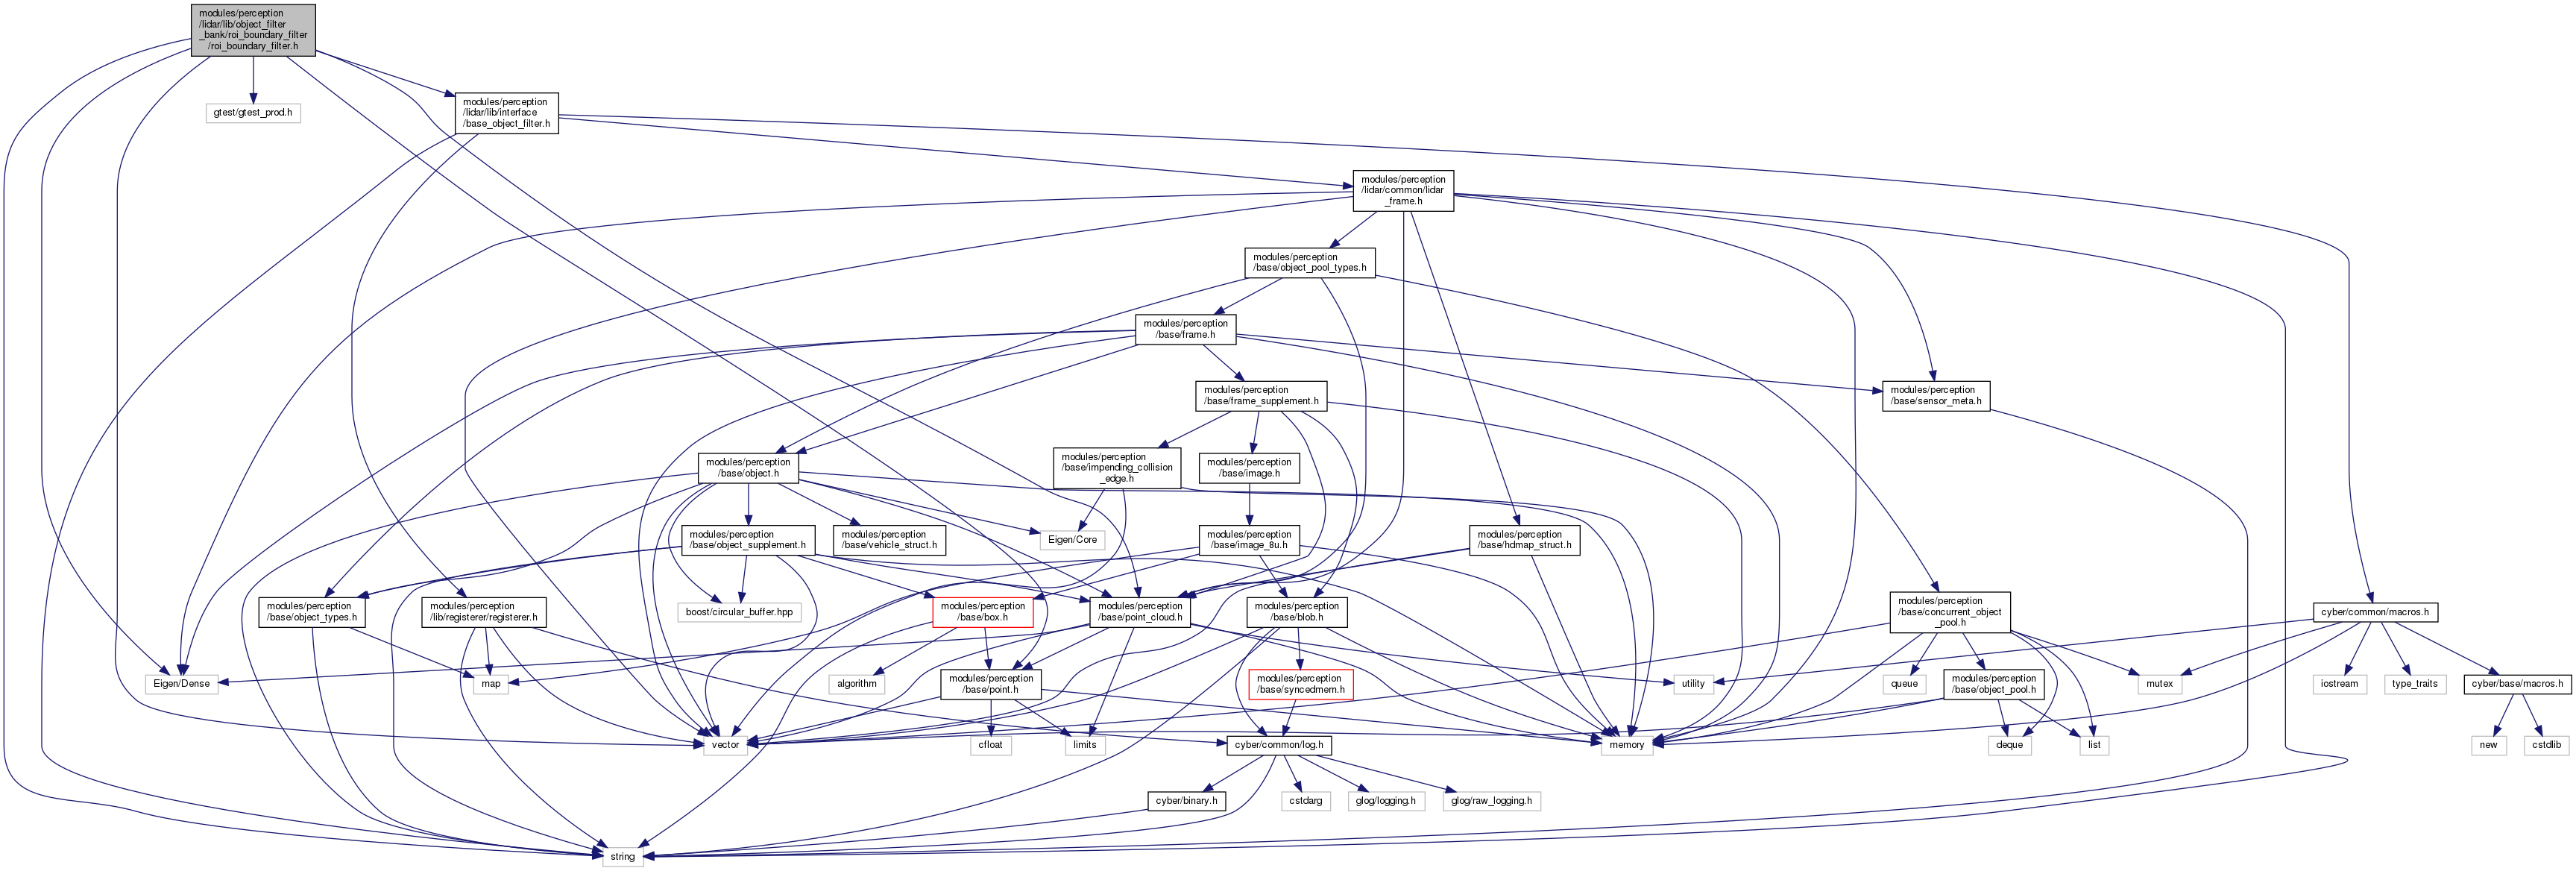 modules/perception
/lidar/lib/object_filter
_bank/roi_boundary_filter
/roi_boundary_filter.h
gtest/gtest_prod.h
modules/perception
/lidar/lib/interface
/base_object_filter.h
modules/perception
/lidar/common/lidar
_frame.h
modules/perception
/base/object_pool_types.h
modules/perception
/base/frame.h
modules/perception
/base/frame_supplement.h
modules/perception
/base/sensor_meta.h
modules/perception
/base/object.h
modules/perception
/base/impending_collision
_edge.h
modules/perception
/base/image.h
modules/perception
/base/object_supplement.h
modules/perception
/base/vehicle_struct.h
Eigen/Core
modules/perception
/base/image_8u.h
modules/perception
/base/hdmap_struct.h
modules/perception
/base/object_types.h
modules/perception
/lib/registerer/registerer.h
boost/circular_buffer.hpp
modules/perception
/base/box.h
modules/perception
/base/point_cloud.h
modules/perception
/base/blob.h
modules/perception
/base/concurrent_object
_pool.h
cyber/common/macros.h
Eigen/Dense
map
algorithm
modules/perception
/base/point.h
modules/perception
/base/syncedmem.h
utility
queue
modules/perception
/base/object_pool.h
mutex
iostream
type_traits
cyber/base/macros.h
vector
cfloat
limits
cyber/common/log.h
memory
deque
list
new
cstdlib
cyber/binary.h
cstdarg
glog/logging.h
glog/raw_logging.h
string